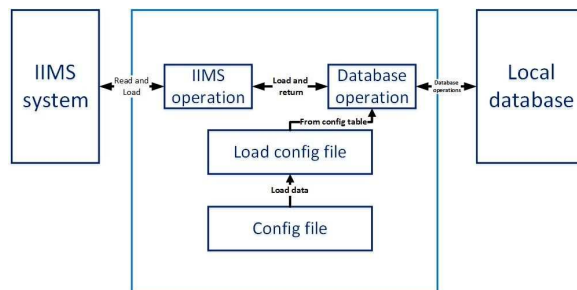 IIMS
system
Read and
Load
IIMS
operation
Load and
return
Database
operation
Database
operations
Local
database
From config table
Load config file
Load data
Config file